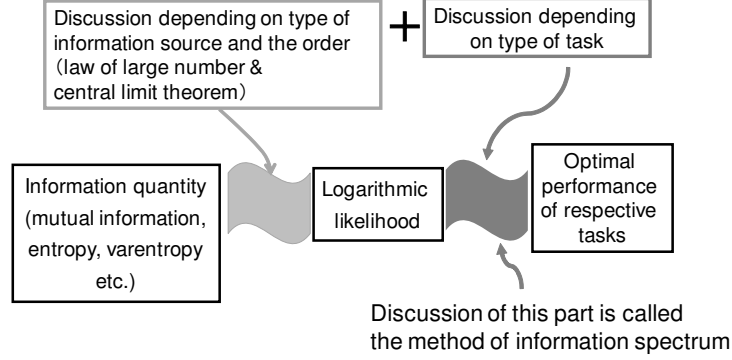 Discussion depending on type of
information source and the order
（law of large number &
central limit theorem）
+
Discussion depending
on type of task
Information quantity
(mutual information,
entropy, varentropy
etc.)
Logarithmic
likelihood
Optimal
performance
of respective
tasks
Discussion of this part is called
the method of information spectrum